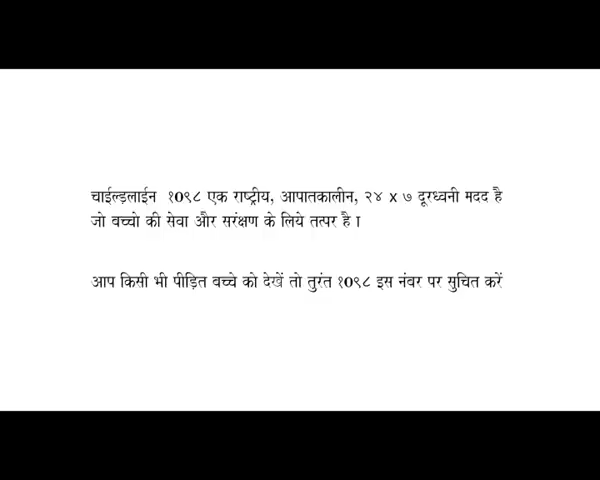 चाईल्ड़लाईन १०९८ एक राष्ट्रीय, आपातकालीन, २४ x ७ दूरध्वनी मदद है
जो बच्चो की सेवा और सरंक्षण के लिये तत्पर है ।
आप किसी भी पीड़ित बच्चे को देखें तो तुरंत १०९८ इस नंबर पर सुचित करें